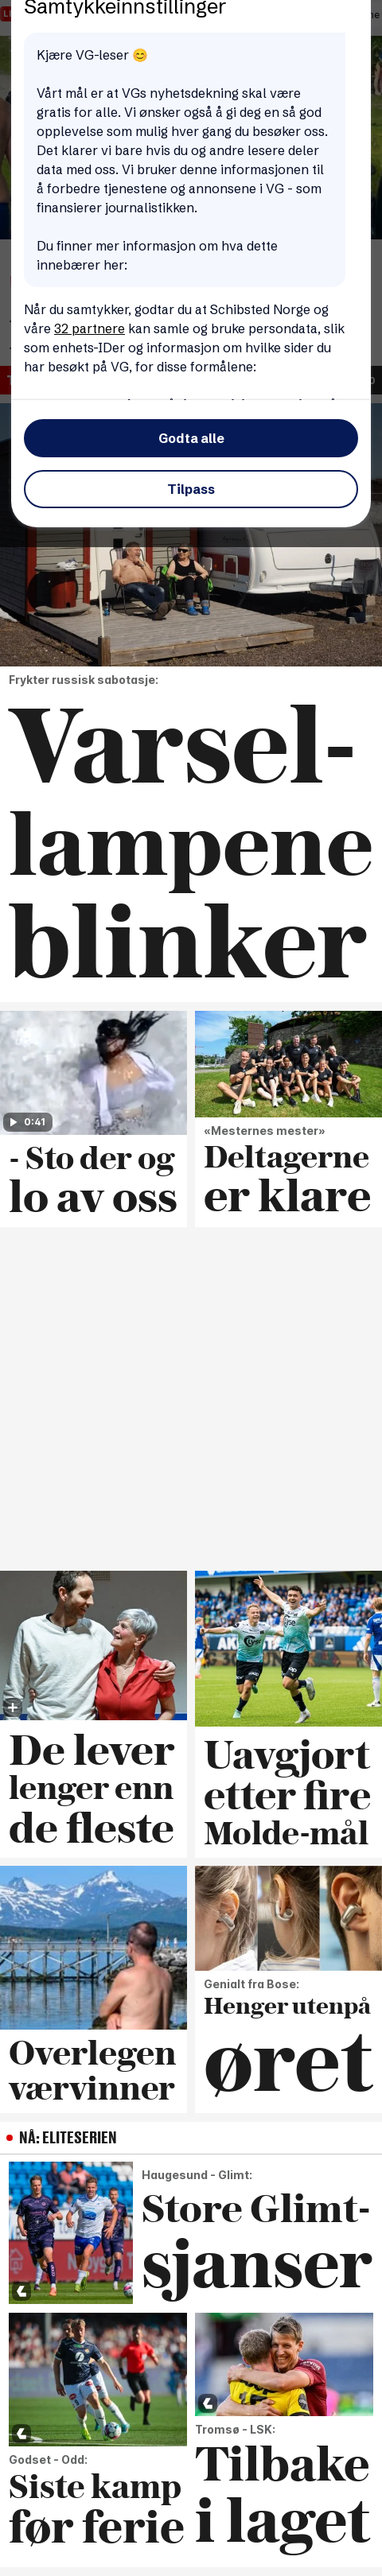 Samtykkeinnstillinger
Kjære VG-leser 😊
Vårt mål er at VGs nyhetsdekning skal være
gratis for alle. Vi ønsker også å gi deg en så god
opplevelse som mulig hver gang du besøker oss.
Det klarer vi bare hvis du og andre lesere deler
data med oss. Vi bruker denne informasjonen til
å forbedre tjenestene og annonsene i VG - som
finansierer journalistikken.
Du finner mer informasjon om hva dette
innebærer her:
Når du samtykker, godtar du at Schibsted Norge og
våre 32 partnere kan samle og bruke persondata, slik
som enhets-IDer og informasjon om hvilke sider du
har besøkt på VG, for disse formålene:
Godta alle
Tilpass
Frykter russisk sabotasje:
Varsel-
lampene
blinker
0:41
- Sto der og
lo av oss
«Mesternes mester»
Deltagerne
er klare
De lever
lenger enn
de fleste
Uavgjort
etter fire
Molde-mål
Overlegen
værvinner
Genialt fra Bose:
Henger utenpå
øret
NÅ: ELITESERIEN
Haugesund - Glimt:
Store Glimt-
sjanser
Godset - Odd:
Siste kamp
før ferie
Tromsø - LSK:
Tilbake
i laget